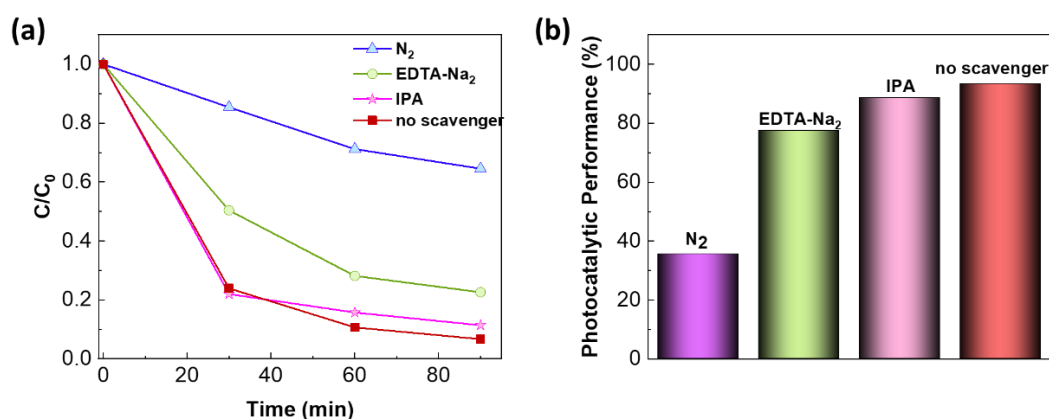 (a)
N₂
EDTA-Na₂
IPA
no scavenger
1.0
0.8
0.6
0.4
0.2
0.0
C/C₀
0
20
40
60
80
Time (min)
(b)
Photocatalytic Performance (%)
100
80
60
40
20
0
N2
EDTA-Na₂
IPA
no scavenger